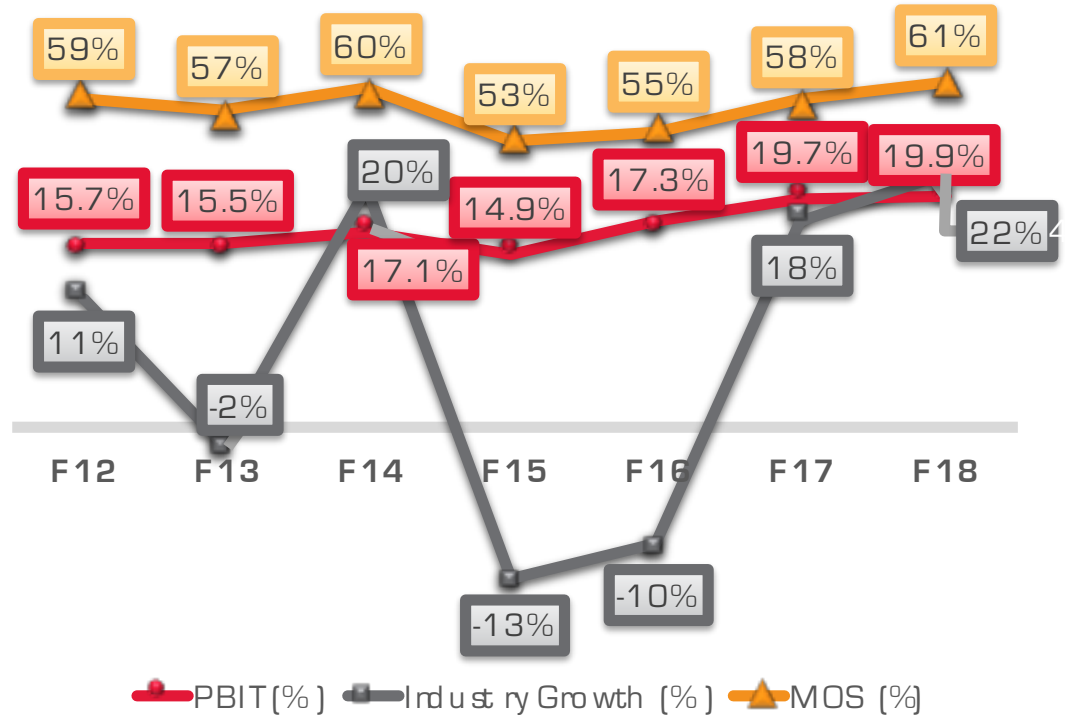 59% 57% 60% 53% 55% 58% 61%
15.7% 15.5% 17.1% 14.9% 17.3% 19.7% 19.9%
11% -2% 20% -13% -10% 18% 22% 4
F12 F13 F14 F15 F16 F17 F18
PBIT(%) Industry Growth (%) MOS (%)